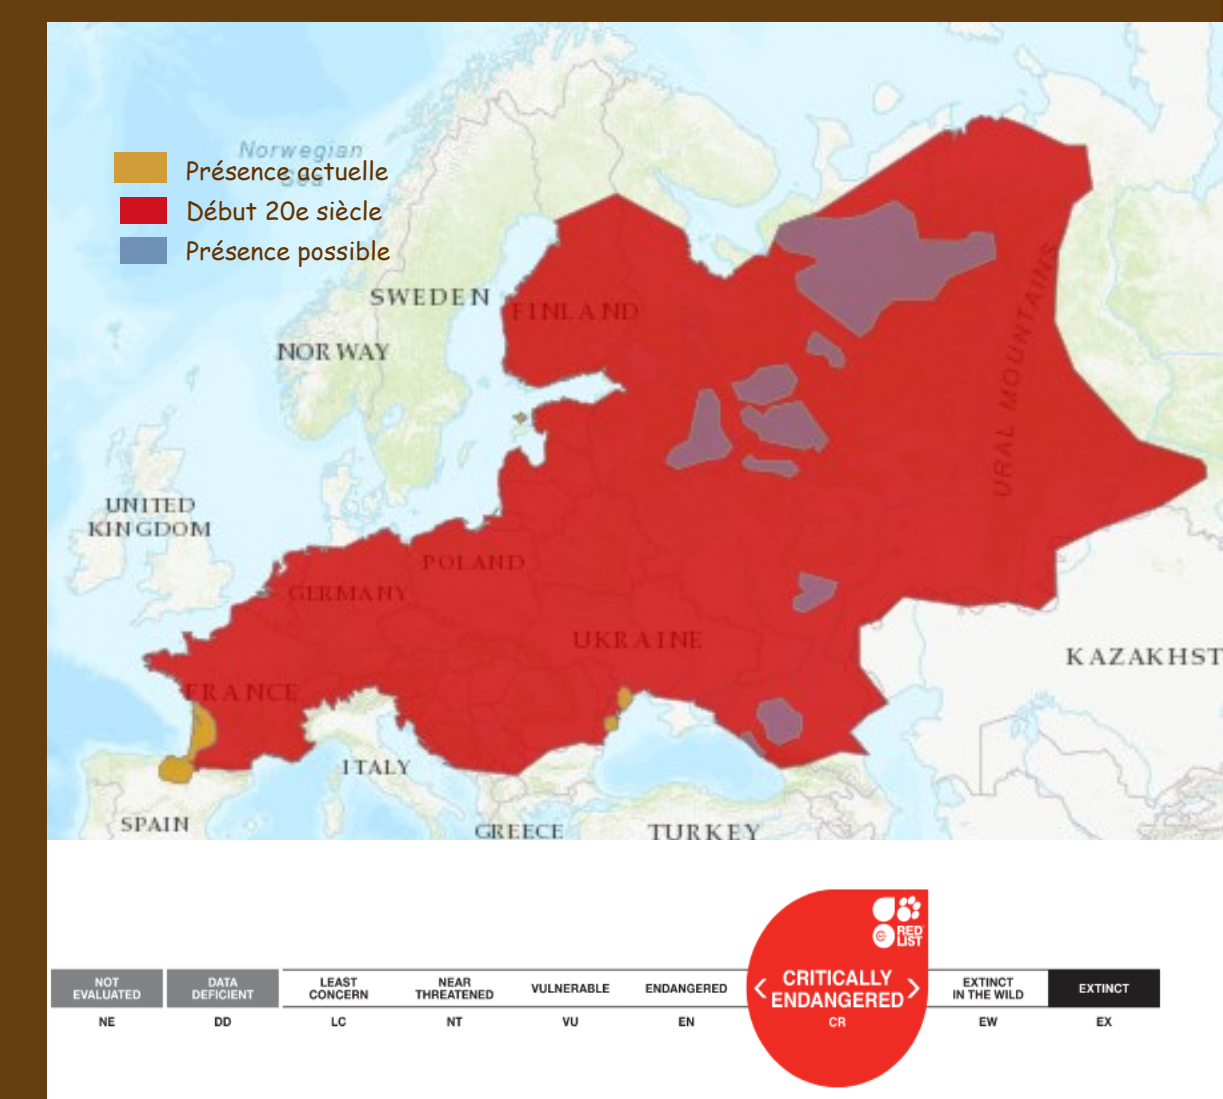 Norwegian
Sea
Présence actuelle
Début 20e siècle
Présence possible
SWEDEN
FINLAND
NORWAY
URAL MOUNTAINS
UNITED
KINGDOM
POLAND
GERMANY
UKRAINE
KAZAKHST
FRANCE
ITALY
SPAIN
GREECE
TURKEY
RED
LIST
NOT
EVALUATED
DATA
DEFICIENT
LEAST
CONCERN
NEAR
THREATENED
VULNERABLE
ENDANGERED
< CRITICALLY
ENDANGERED >
EXTINCT
IN THE WILD
EXTINCT
NE
DD
LC
NT
VU
EN
CR
EW
EX